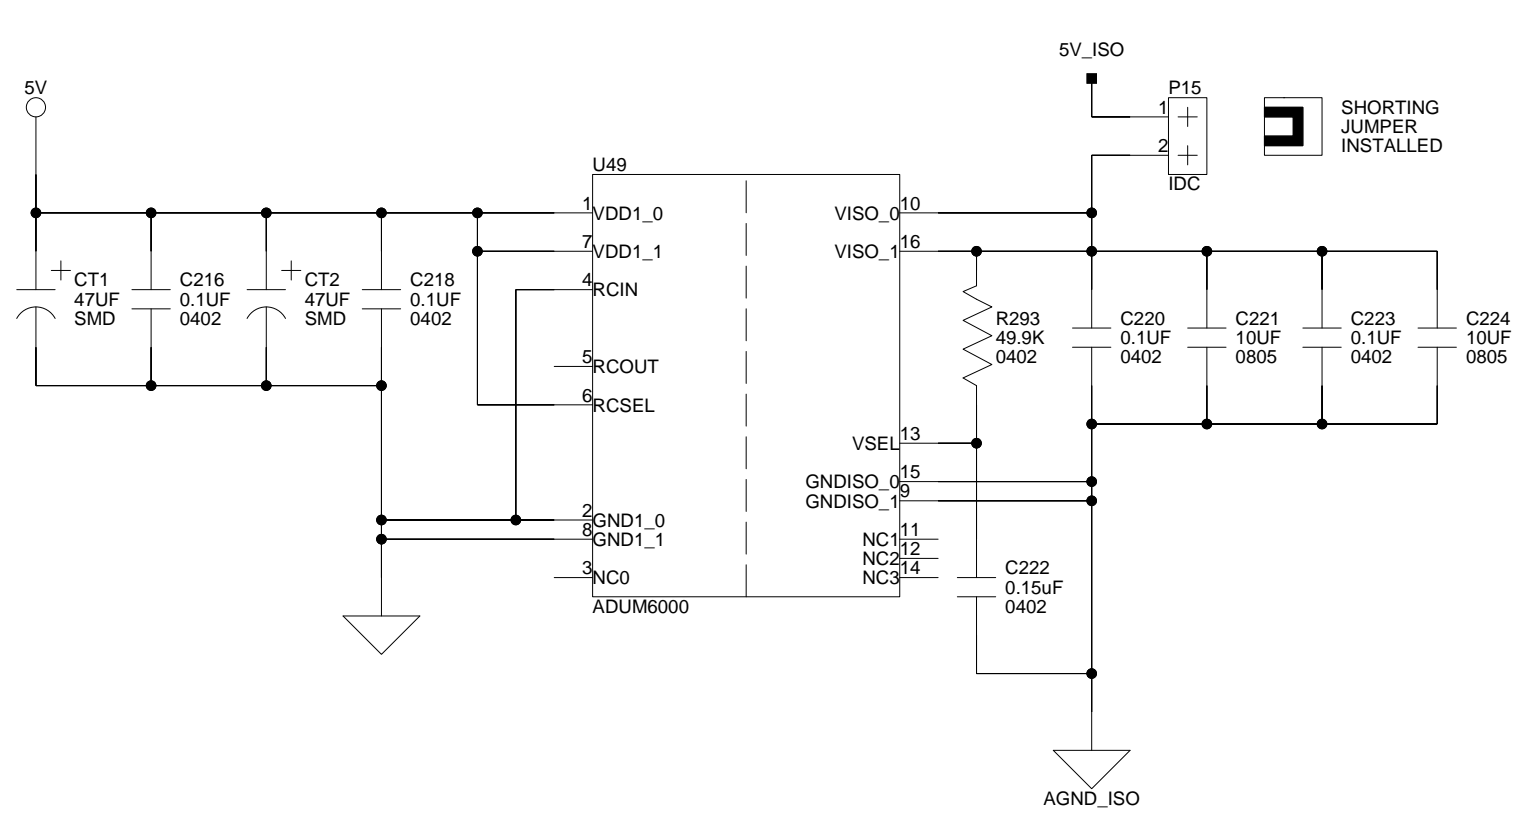 5V_ISO
5V
P15
1
2
IDC
SHORTING
JUMPER
INSTALLED
U49
1
VDD1_0
7
VDD1_1
4
RCIN
5
RCOUT
6
RCSEL
2
GND1_0
8
GND1_1
3
NC0
ADUM6000
VISO_0
10
VISO_1
16
VSEL
13
GNDISO_0
15
GNDISO_1
9
NC1
11
NC2
12
NC3
14
+
CT1
47UF
SMD
C216
0.1UF
0402
+
CT2
47UF
SMD
C218
0.1UF
0402
R293
49.9K
0402
C220
0.1UF
0402
C221
10UF
0805
C223
0.1UF
0402
C224
10UF
0805
C222
0.15uF
0402
AGND_ISO